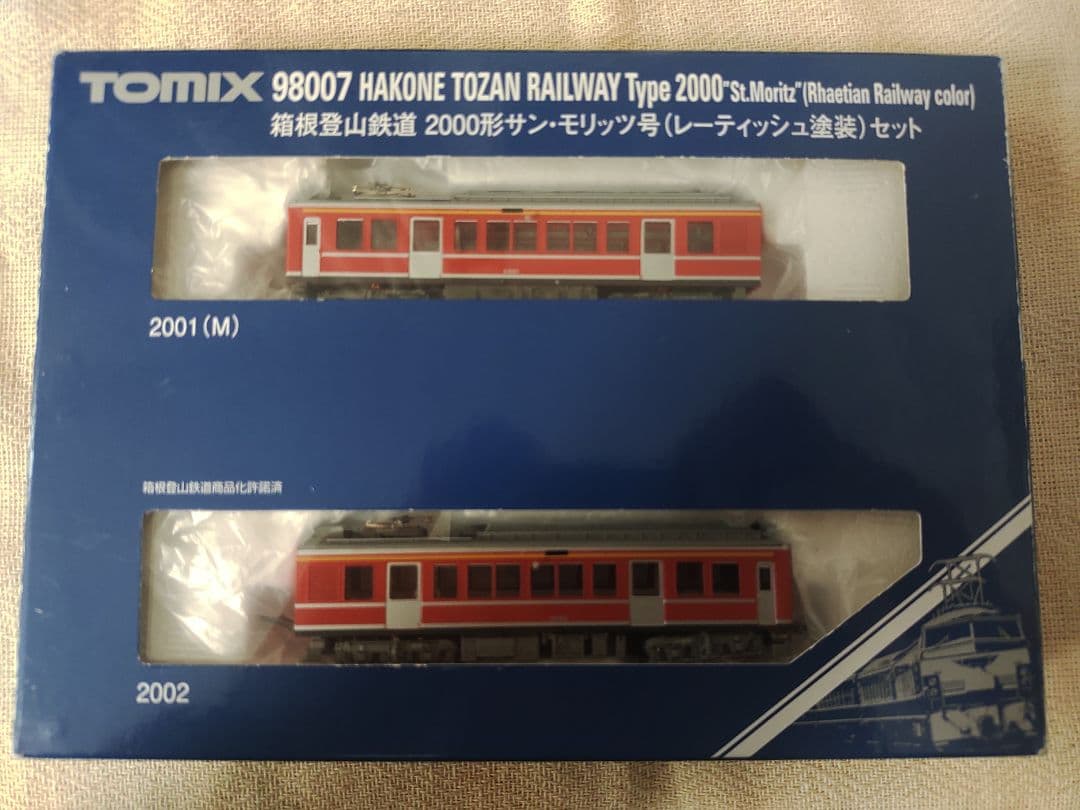 TOMIX 98007 HAKONE TOZAN RAILWAY Type 2000"St.Moritz"(Rhaetian Railway color)
箱根登山鉄道 2000形サン・モリッツ号(レーティッシュ塗装)セット
2001(M)
箱根登山鉄道商品化許諾済
2002